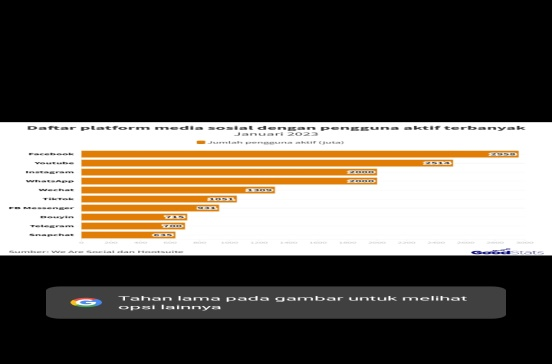 Daftar platform media sosial dengan pengguna aktif terbanyak
Januari 2023
Jumlah pengguna aktif (juta)
Facebook 2958
Youtube 2514
Instagram 2000
WhatsApp 2000
Wechat 1309
TikTok 1051
FB Messenger 931
Douyin 715
Telegram 700
Snapchat 635
Sumber: We Are Social dan Hootsuite
GoodStats
Tahan lama pada gambar untuk melihat
opsi lainnya